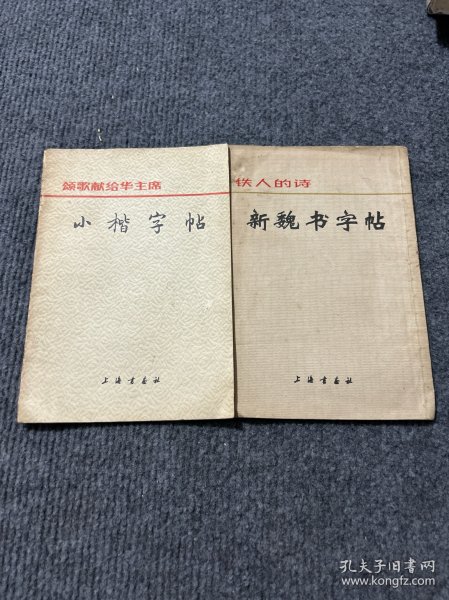 颂歌献给华主席
小楷字帖
上海书画社
铁人的诗
新魏书字帖
上海书画社
孔夫子旧书网
www.kongfz.com